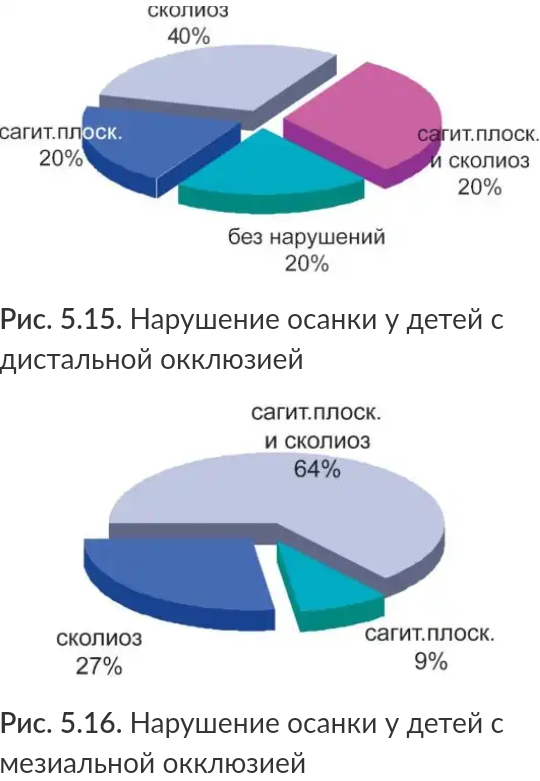 сколиоз
40%
сагит.плоск.
20%
сагит.плоск.
и сколиоз
20%
без нарушений
20%
Рис. 5.15. Нарушение осанки у детей с
дистальной окклюзией
сагит.плоск.
и сколиоз
64%
сколиоз
27%
сагит.плоск.
9%
Рис. 5.16. Нарушение осанки у детей с
мезиальной окклюзией